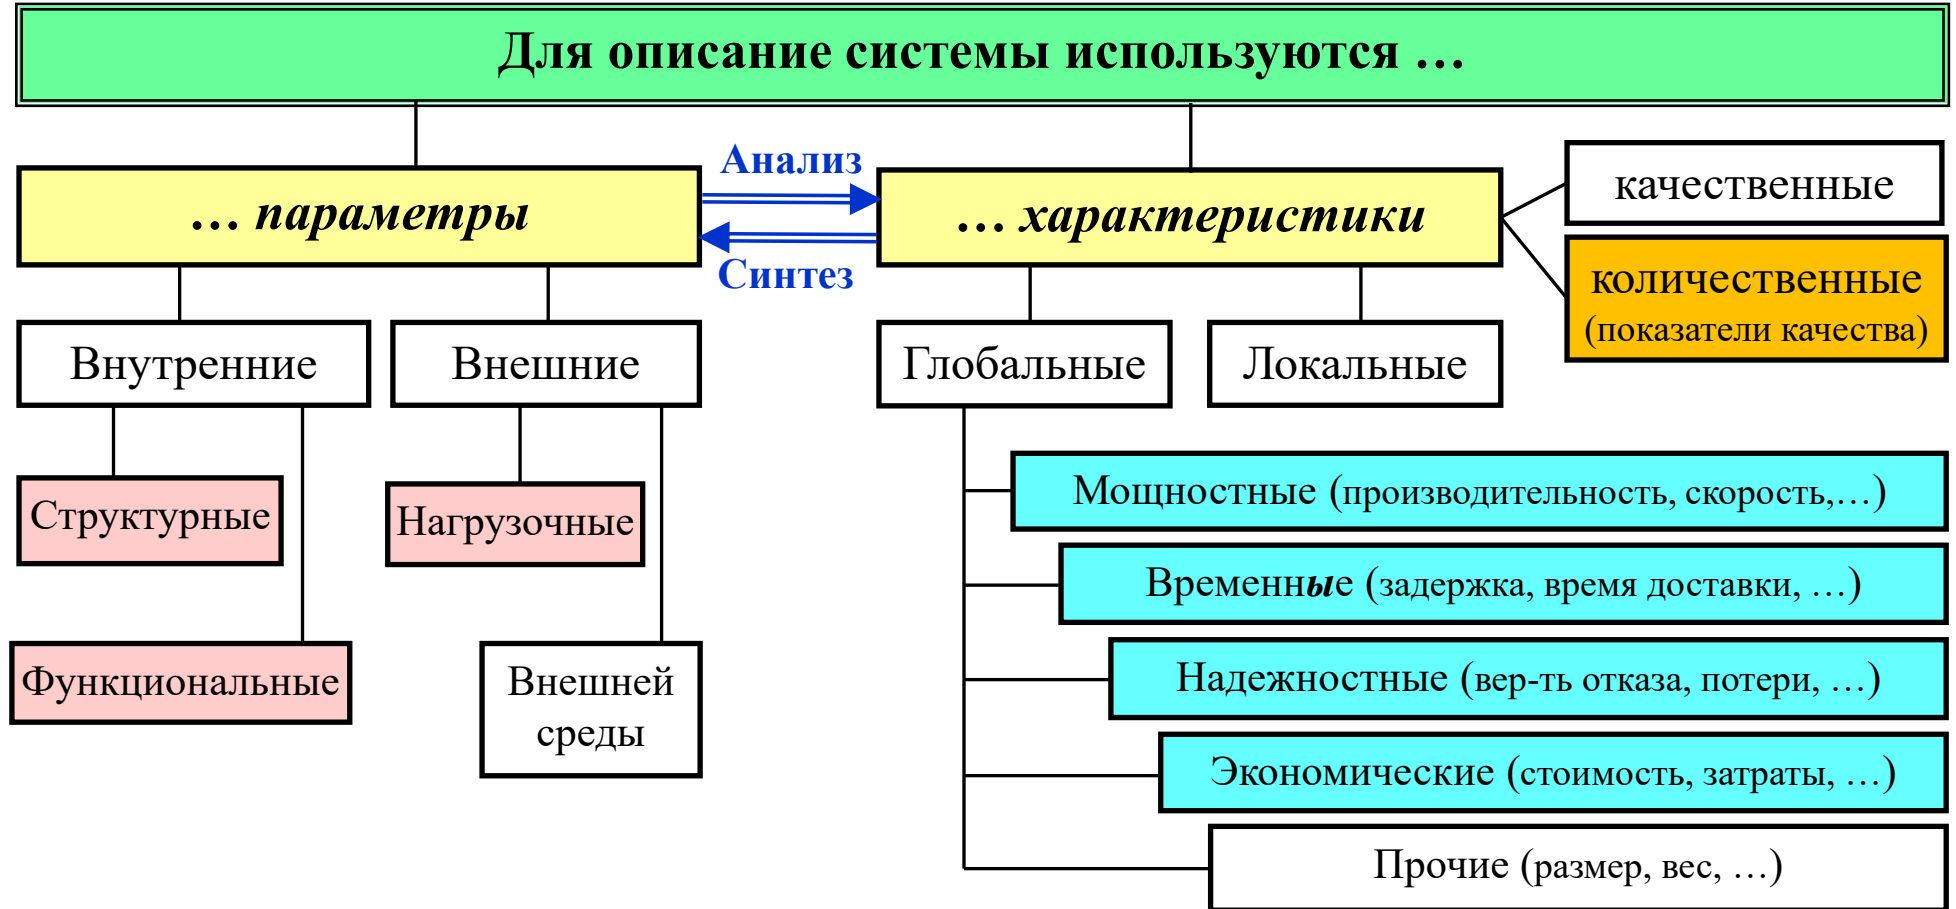 Для описание системы используются …
Анализ
… параметры
… характеристики
Синтез
качественные
количественные
(показатели качества)
Внутренние
Внешние
Глобальные
Локальные
Структурные
Нагрузочные
Функциональные
Внешней
среды
Мощностные (производительность, скорость,…)
Временные (задержка, время доставки, …)
Надежностные (вер-ть отказа, потери, …)
Экономические (стоимость, затраты, …)
Прочие (размер, вес, …)